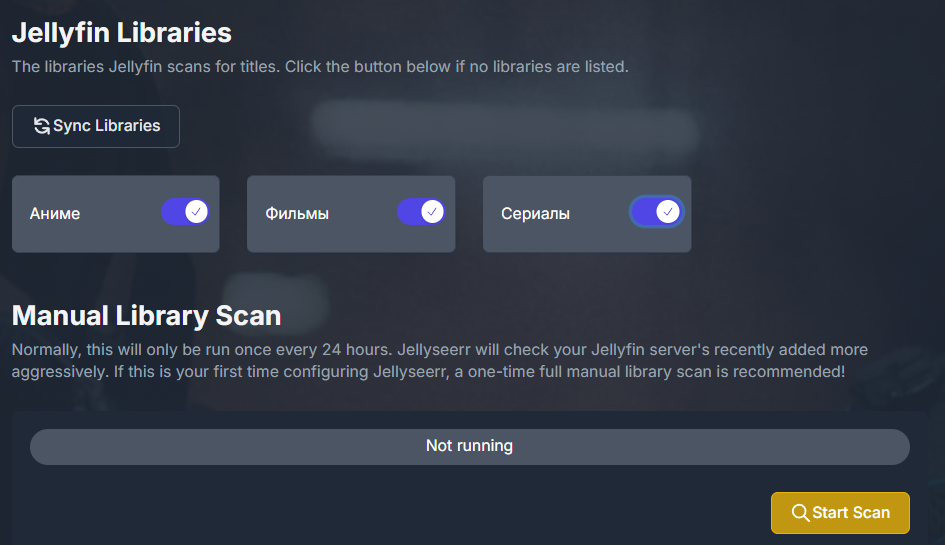 Jellyfin Libraries
The libraries Jellyfin scans for titles. Click the button below if no libraries are listed.
Sync Libraries
Аниме
Фильмы
Сериалы
Manual Library Scan
Normally, this will only be run once every 24 hours. Jellyseerr will check your Jellyfin server's recently added more
aggressively. If this is your first time configuring Jellyseerr, a one-time full manual library scan is recommended!
Not running
Start Scan